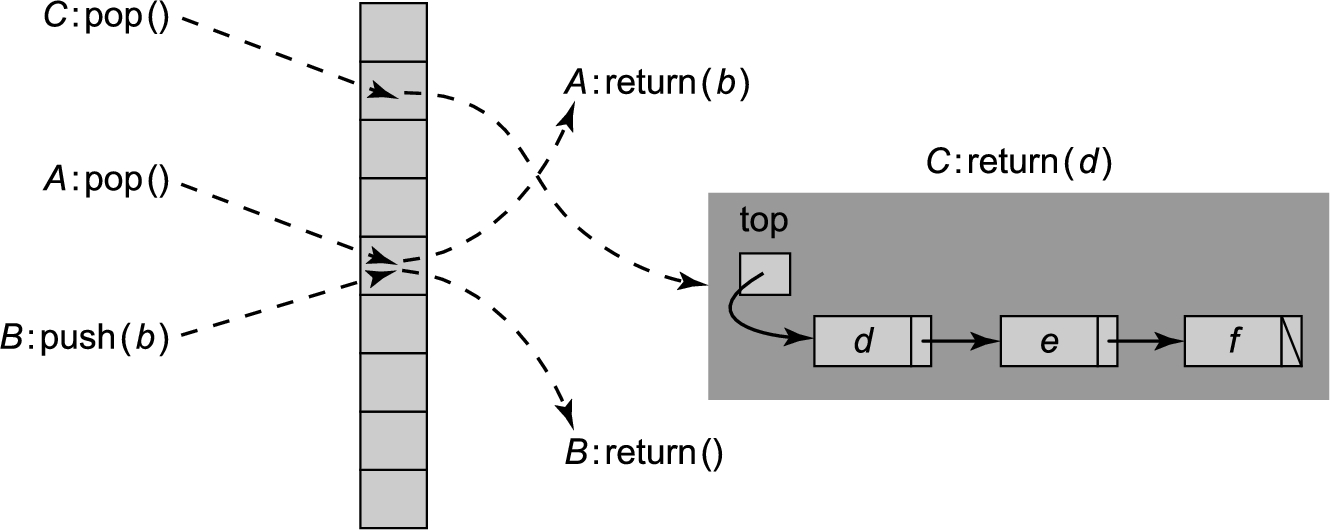 C:pop()
A:return(b)
C:return(d)
A:pop()
top
B:push(b)
d e f
B:return()